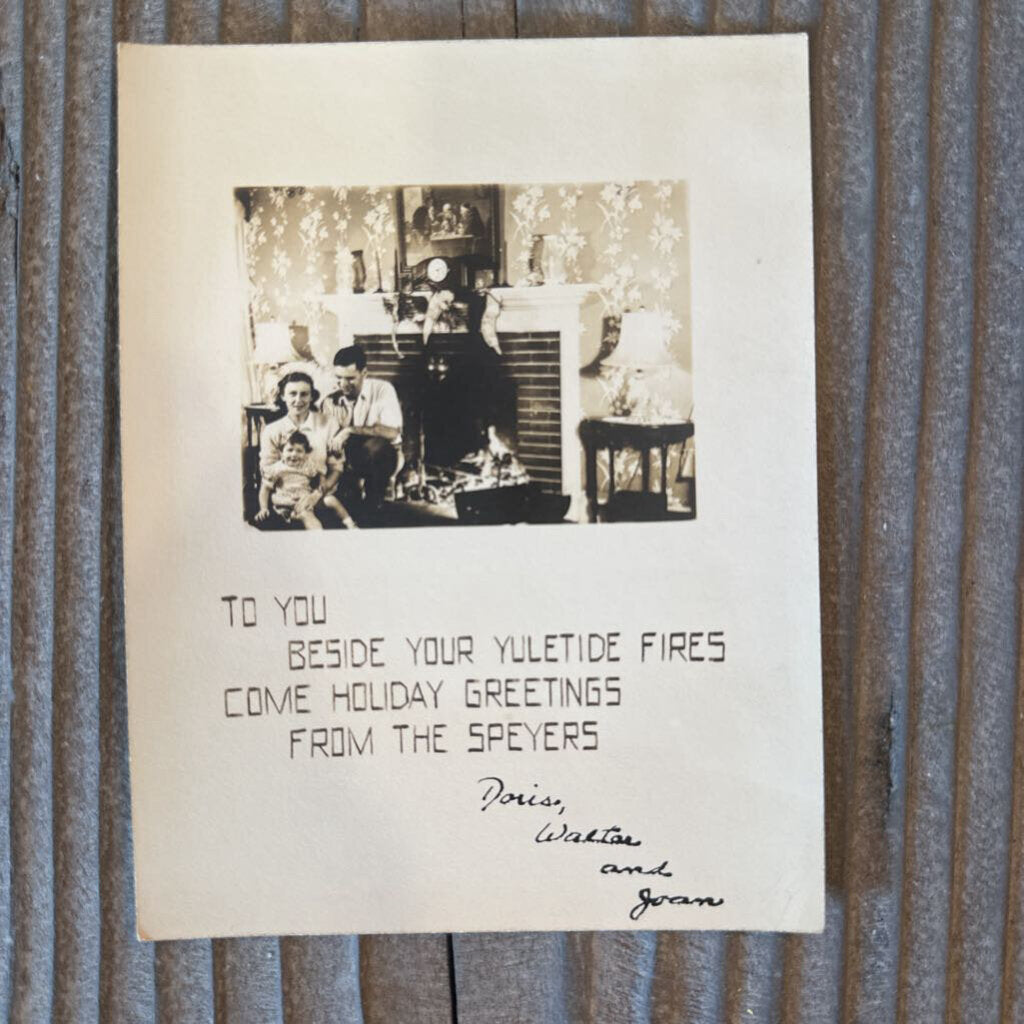 TO YOU
BESIDE YOUR YULETIDE FIRES
COME HOLIDAY GREETINGS
FROM THE SPEYERS
Doris,
Walter
and
Joan